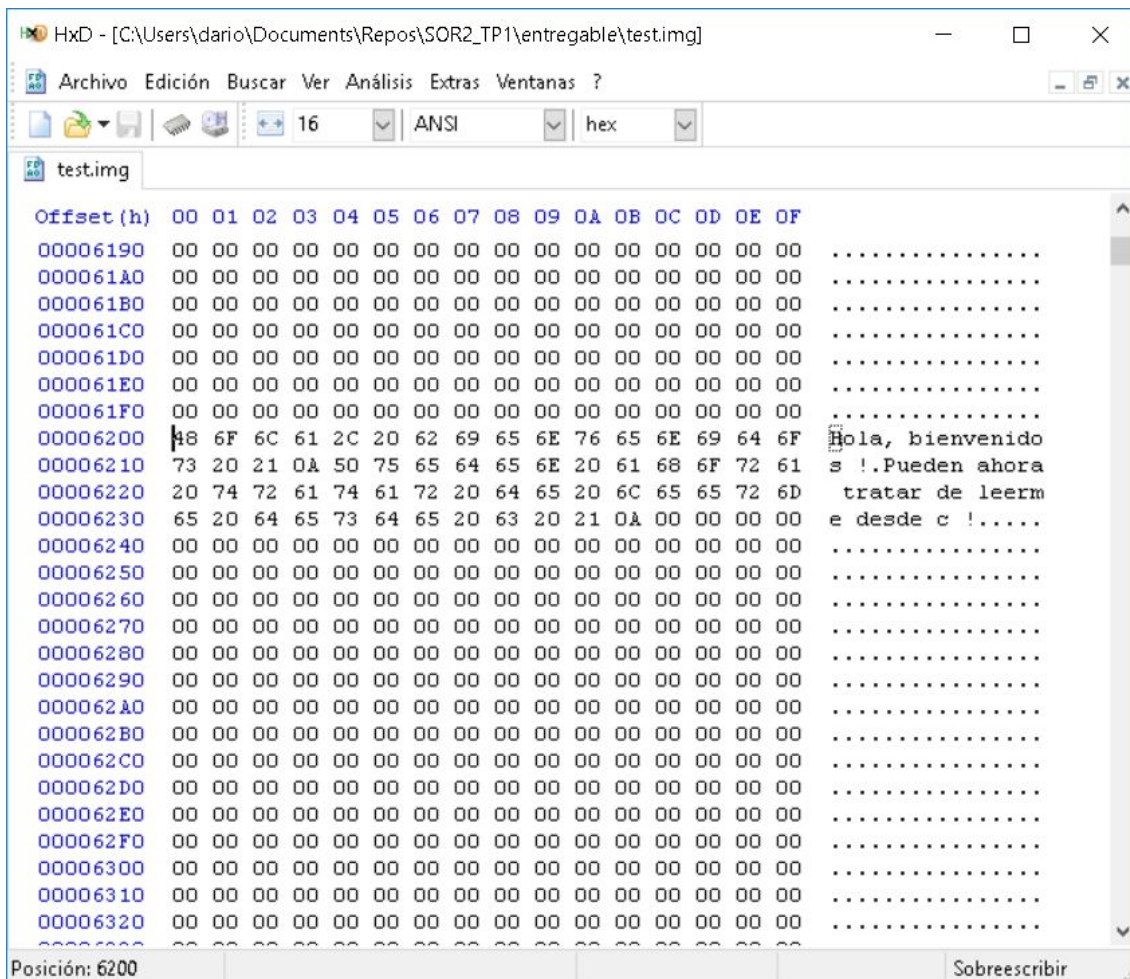 HxD - [C:\Users\dario\Documents\Repos\SOR2_TP1\entregable\test.img]
Archivo Edición Buscar Ver Análisis Extras Ventanas ?
16 ANSI hex
test.img
Offset(h) 00 01 02 03 04 05 06 07 08 09 0A 0B 0C 0D 0E 0F
00006190 00 00 00 00 00 00 00 00 00 00 00 00 00 00 00 00 ................
000061A0 00 00 00 00 00 00 00 00 00 00 00 00 00 00 00 00 ................
000061B0 00 00 00 00 00 00 00 00 00 00 00 00 00 00 00 00 ................
000061C0 00 00 00 00 00 00 00 00 00 00 00 00 00 00 00 00 ................
000061D0 00 00 00 00 00 00 00 00 00 00 00 00 00 00 00 00 ................
000061E0 00 00 00 00 00 00 00 00 00 00 00 00 00 00 00 00 ................
000061F0 00 00 00 00 00 00 00 00 00 00 00 00 00 00 00 00 ................
00006200 48 6F 6C 61 2C 20 62 69 65 6E 76 65 6E 69 64 6F Hola, bienvenido
00006210 73 20 21 0A 50 75 65 64 65 6E 20 61 68 6F 72 61 s !.Pueden ahora
00006220 20 74 72 61 74 61 72 20 64 65 20 6C 65 65 72 6D  tratar de leerm
00006230 65 20 64 65 73 64 65 20 63 20 21 0A 00 00 00 00 e desde c !.....
00006240 00 00 00 00 00 00 00 00 00 00 00 00 00 00 00 00 ................
00006250 00 00 00 00 00 00 00 00 00 00 00 00 00 00 00 00 ................
00006260 00 00 00 00 00 00 00 00 00 00 00 00 00 00 00 00 ................
00006270 00 00 00 00 00 00 00 00 00 00 00 00 00 00 00 00 ................
00006280 00 00 00 00 00 00 00 00 00 00 00 00 00 00 00 00 ................
00006290 00 00 00 00 00 00 00 00 00 00 00 00 00 00 00 00 ................
000062A0 00 00 00 00 00 00 00 00 00 00 00 00 00 00 00 00 ................
000062B0 00 00 00 00 00 00 00 00 00 00 00 00 00 00 00 00 ................
000062C0 00 00 00 00 00 00 00 00 00 00 00 00 00 00 00 00 ................
000062D0 00 00 00 00 00 00 00 00 00 00 00 00 00 00 00 00 ................
000062E0 00 00 00 00 00 00 00 00 00 00 00 00 00 00 00 00 ................
000062F0 00 00 00 00 00 00 00 00 00 00 00 00 00 00 00 00 ................
00006300 00 00 00 00 00 00 00 00 00 00 00 00 00 00 00 00 ................
00006310 00 00 00 00 00 00 00 00 00 00 00 00 00 00 00 00 ................
00006320 00 00 00 00 00 00 00 00 00 00 00 00 00 00 00 00 ................
Posición: 6200 Sobreescribir